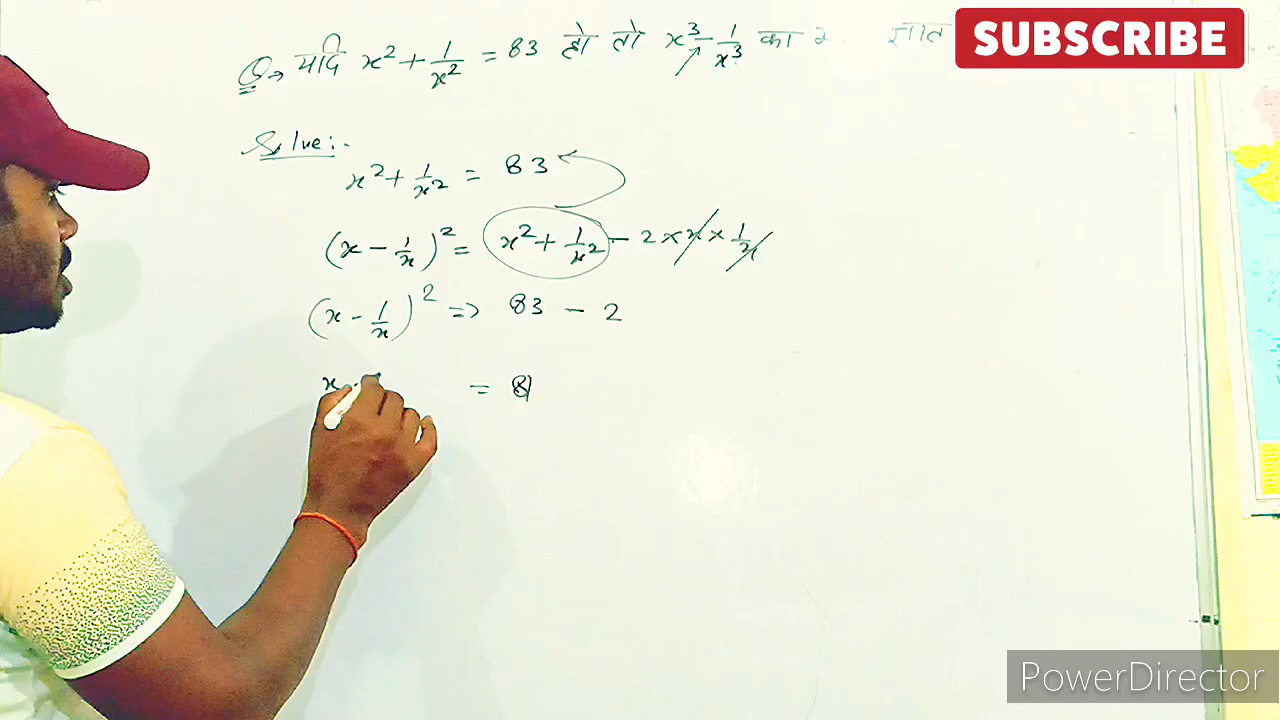 Q→ यदि x² + 1/x² = 83 हो तो x³ - 1/x³ का ज्ञात
SUBSCRIBE
Solve:-
x² + 1/x² = 83
(x - 1/x)² = x² + 1/x² - 2 × x × 1/x
(x - 1/x)² => 83 - 2
x - = 81
PowerDirector